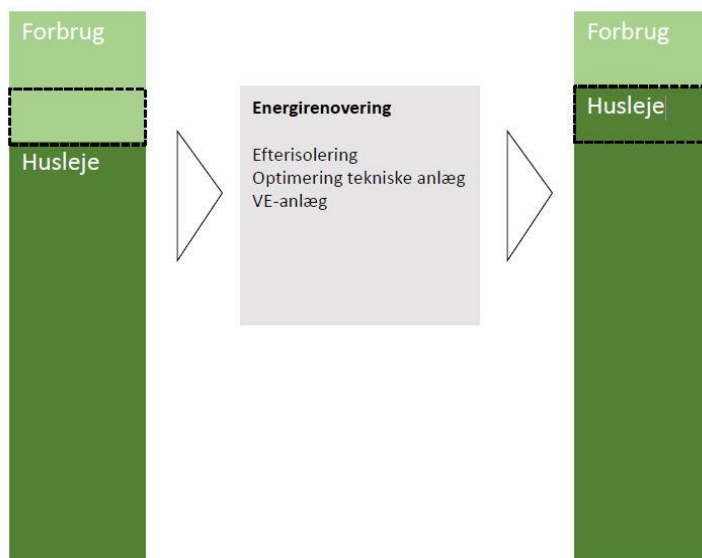 Forbrug
Husleje
Energirenovering
Efterisolering
Optimering tekniske anlæg
VE-anlæg
Forbrug
Husleje